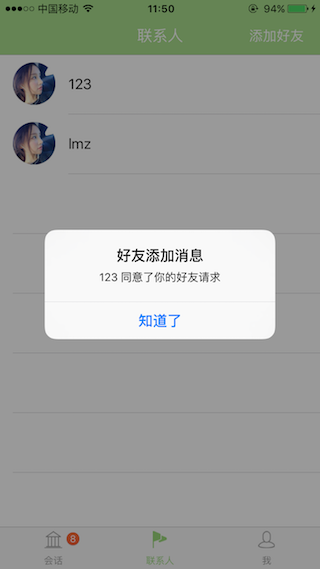 中国移动
11:50
94%
联系人
添加好友
123
lmz
好友添加消息
123 同意了你的好友请求
知道了
8
会话
联系人
我